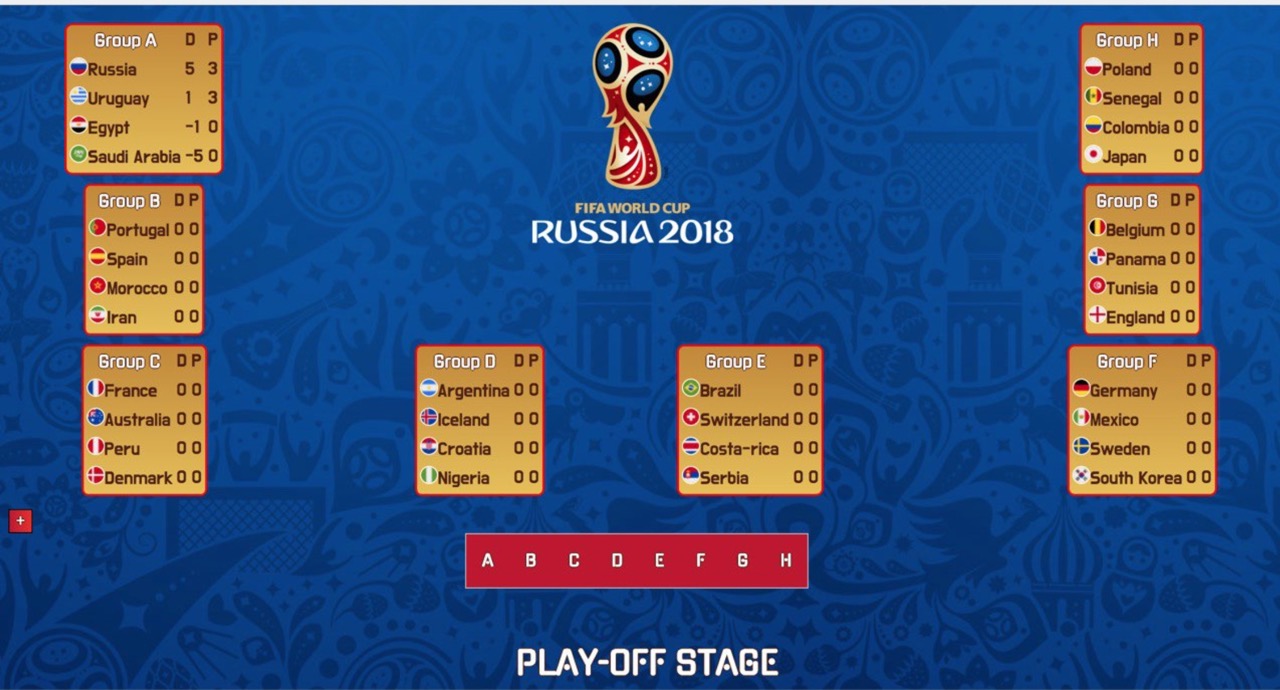 Group A D P
Russia 5 3
Uruguay 1 3
Egypt -1 0
Saudi Arabia -5 0
Group B D P
Portugal 0 0
Spain 0 0
Morocco 0 0
Iran 0 0
Group C D P
France 0 0
Australia 0 0
Peru 0 0
Denmark 0 0
FIFA WORLD CUP
RUSSIA 2018
Group D D P
Argentina 0 0
Iceland 0 0
Croatia 0 0
Nigeria 0 0
Group E D P
Brazil 0 0
Switzerland 0 0
Costa-rica 0 0
Serbia 0 0
Group H D P
Poland 0 0
Senegal 0 0
Colombia 0 0
Japan 0 0
Group G D P
Belgium 0 0
Panama 0 0
Tunisia 0 0
England 0 0
Group F D P
Germany 0 0
Mexico 0 0
Sweden 0 0
South Korea 0 0
+
A B C D E F G H
PLAY-OFF STAGE